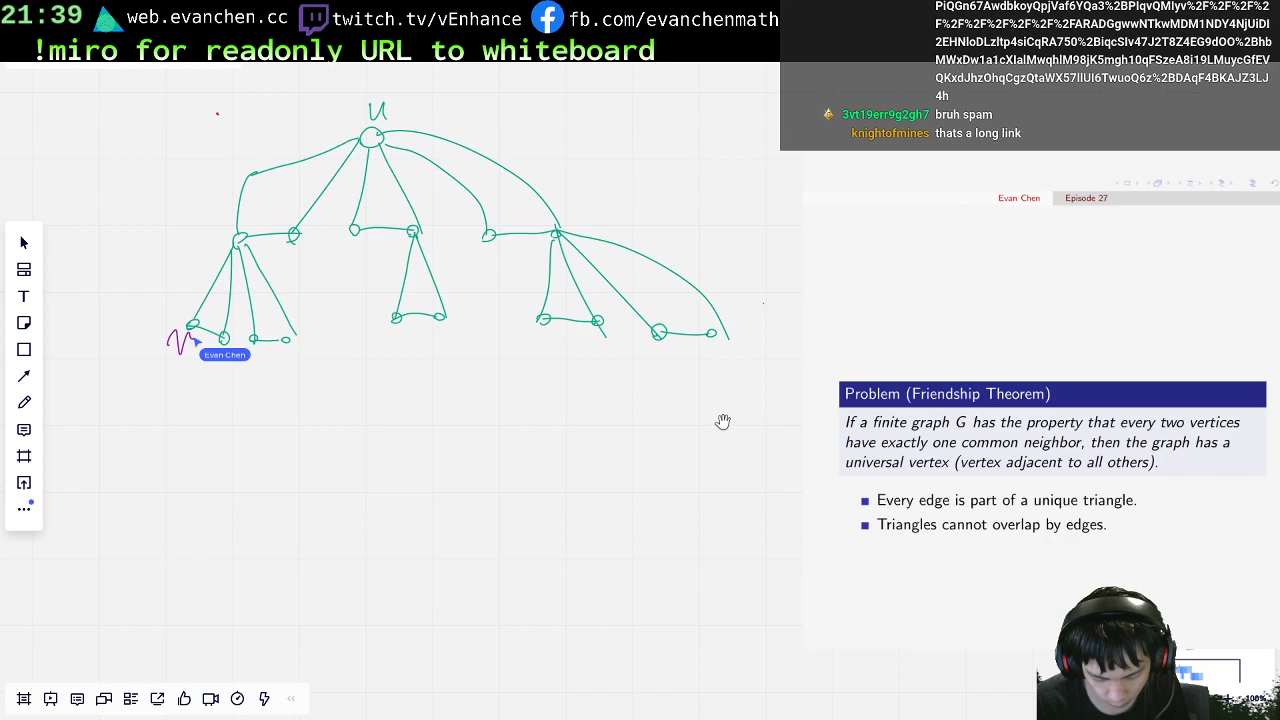 21:39 web.evanchen.cc twitch.tv/vEnhance fb.com/evanchenmath
!miro for readonly URL to whiteboard
4h
3vt19err9g2gh7 bruh spam
knightofmines thats a long link
Evan Chen Episode 27
U
Evan Chen
T
Problem (Friendship Theorem)
If a finite graph G has the property that every two vertices
have exactly one common neighbor, then the graph has a
universal vertex (vertex adjacent to all others).
Every edge is part of a unique triangle.
Triangles cannot overlap by edges.
100%